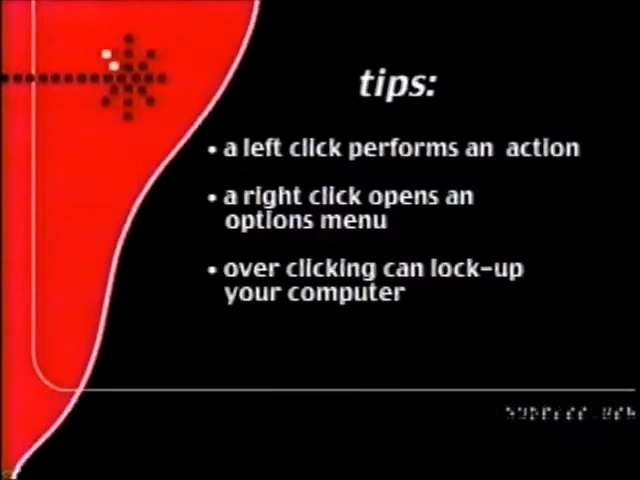 tips:
• a left click performs an action
• a right click opens an
options menu
• over clicking can lock-up
your computer